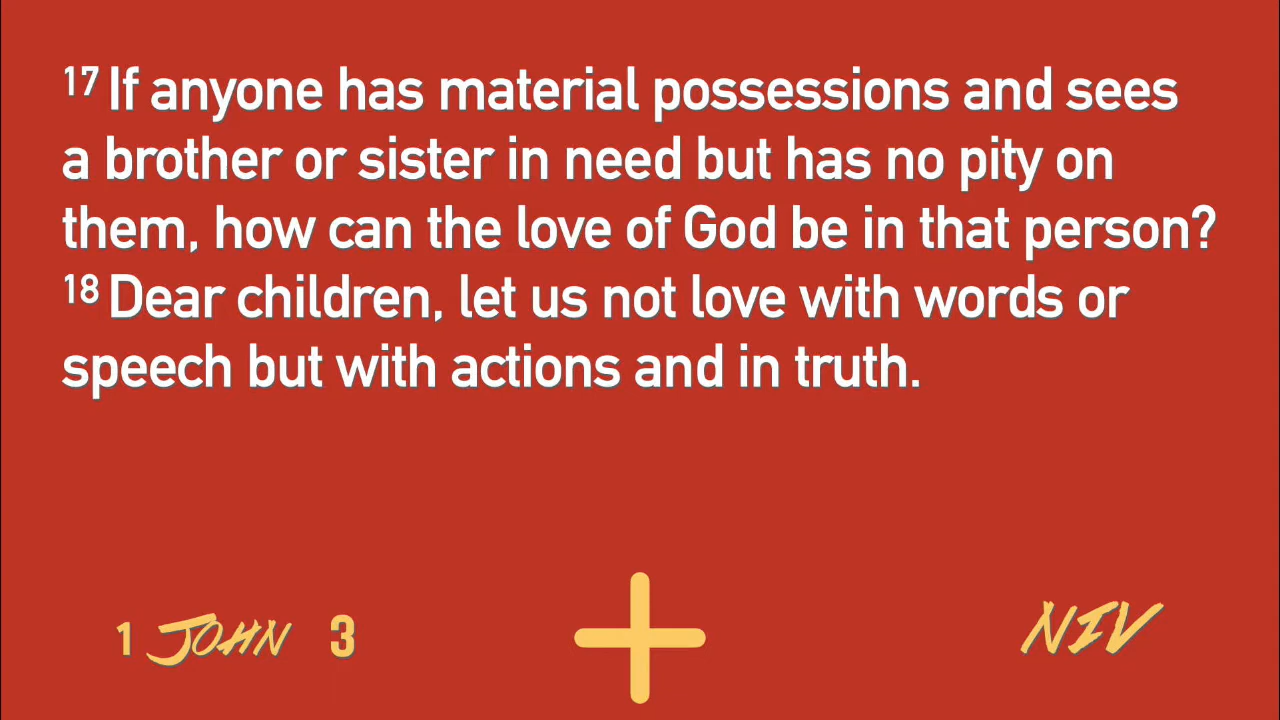 17 If anyone has material possessions and sees
a brother or sister in need but has no pity on
them, how can the love of God be in that person?
18 Dear children, let us not love with words or
speech but with actions and in truth.
1 JOHN 3
NIV